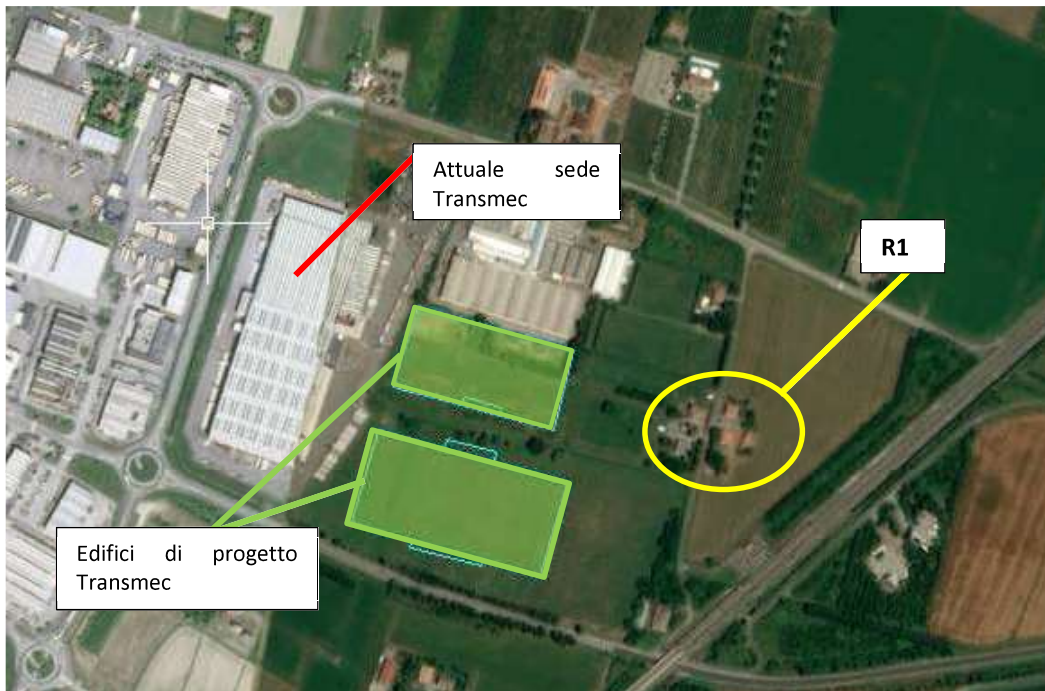 Attuale sede
Transmec
R1
Edifici di progetto
Transmec